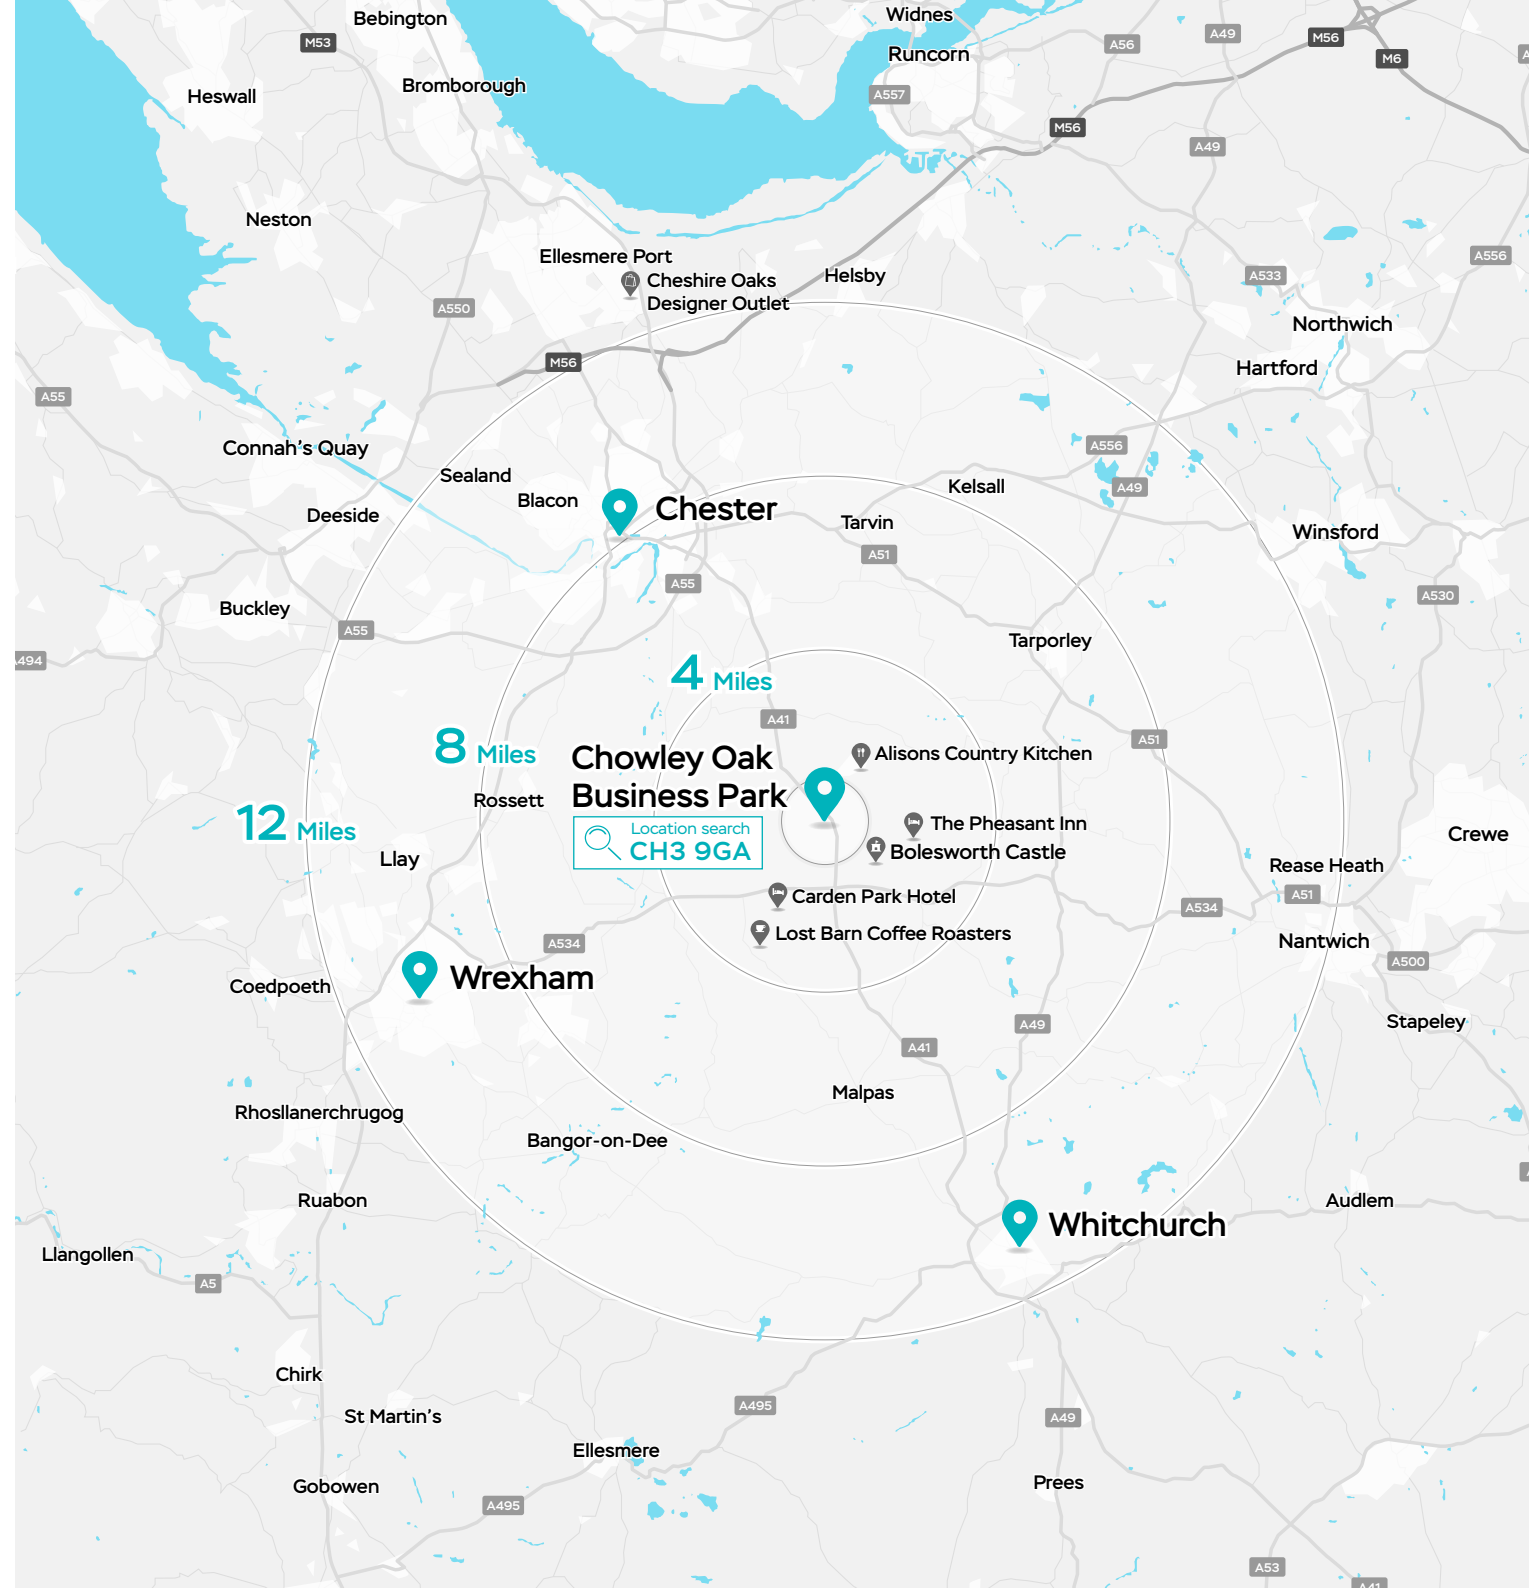 Widnes
Bebington
A49
M56
M53
A56
Runcorn
M6
Bromborough
A557
Heswall
M56
A49
Neston
A556
Ellesmere Port
Helsby
A533
Cheshire Oaks
Designer Outlet
A550
Northwich
M56
Hartford
A55
A556
Connah's Quay
Sealand
Kelsall
A49
Blacon
Chester
Deeside
Tarvin
Winsford
A51
A55
A530
Buckley
A55
Tarporley
A494
4 Miles
A41
A51
8 Miles
Chowley Oak
Business Park
Alisons Country Kitchen
Rossett
12 Miles
Location search
CH3 9GA
The Pheasant Inn
Crewe
Bolesworth Castle
Llay
Rease Heath
Carden Park Hotel
A51
A534
Lost Barn Coffee Roasters
A534
Nantwich
A500
Wrexham
Coedpoeth
Stapeley
A49
A41
Malpas
Rhosllanerchrugog
Bangor-on-Dee
Ruabon
Audlem
Whitchurch
Llangollen
A5
Chirk
A495
St Martin's
A49
Ellesmere
Prees
Gobowen
A495
A53
A41